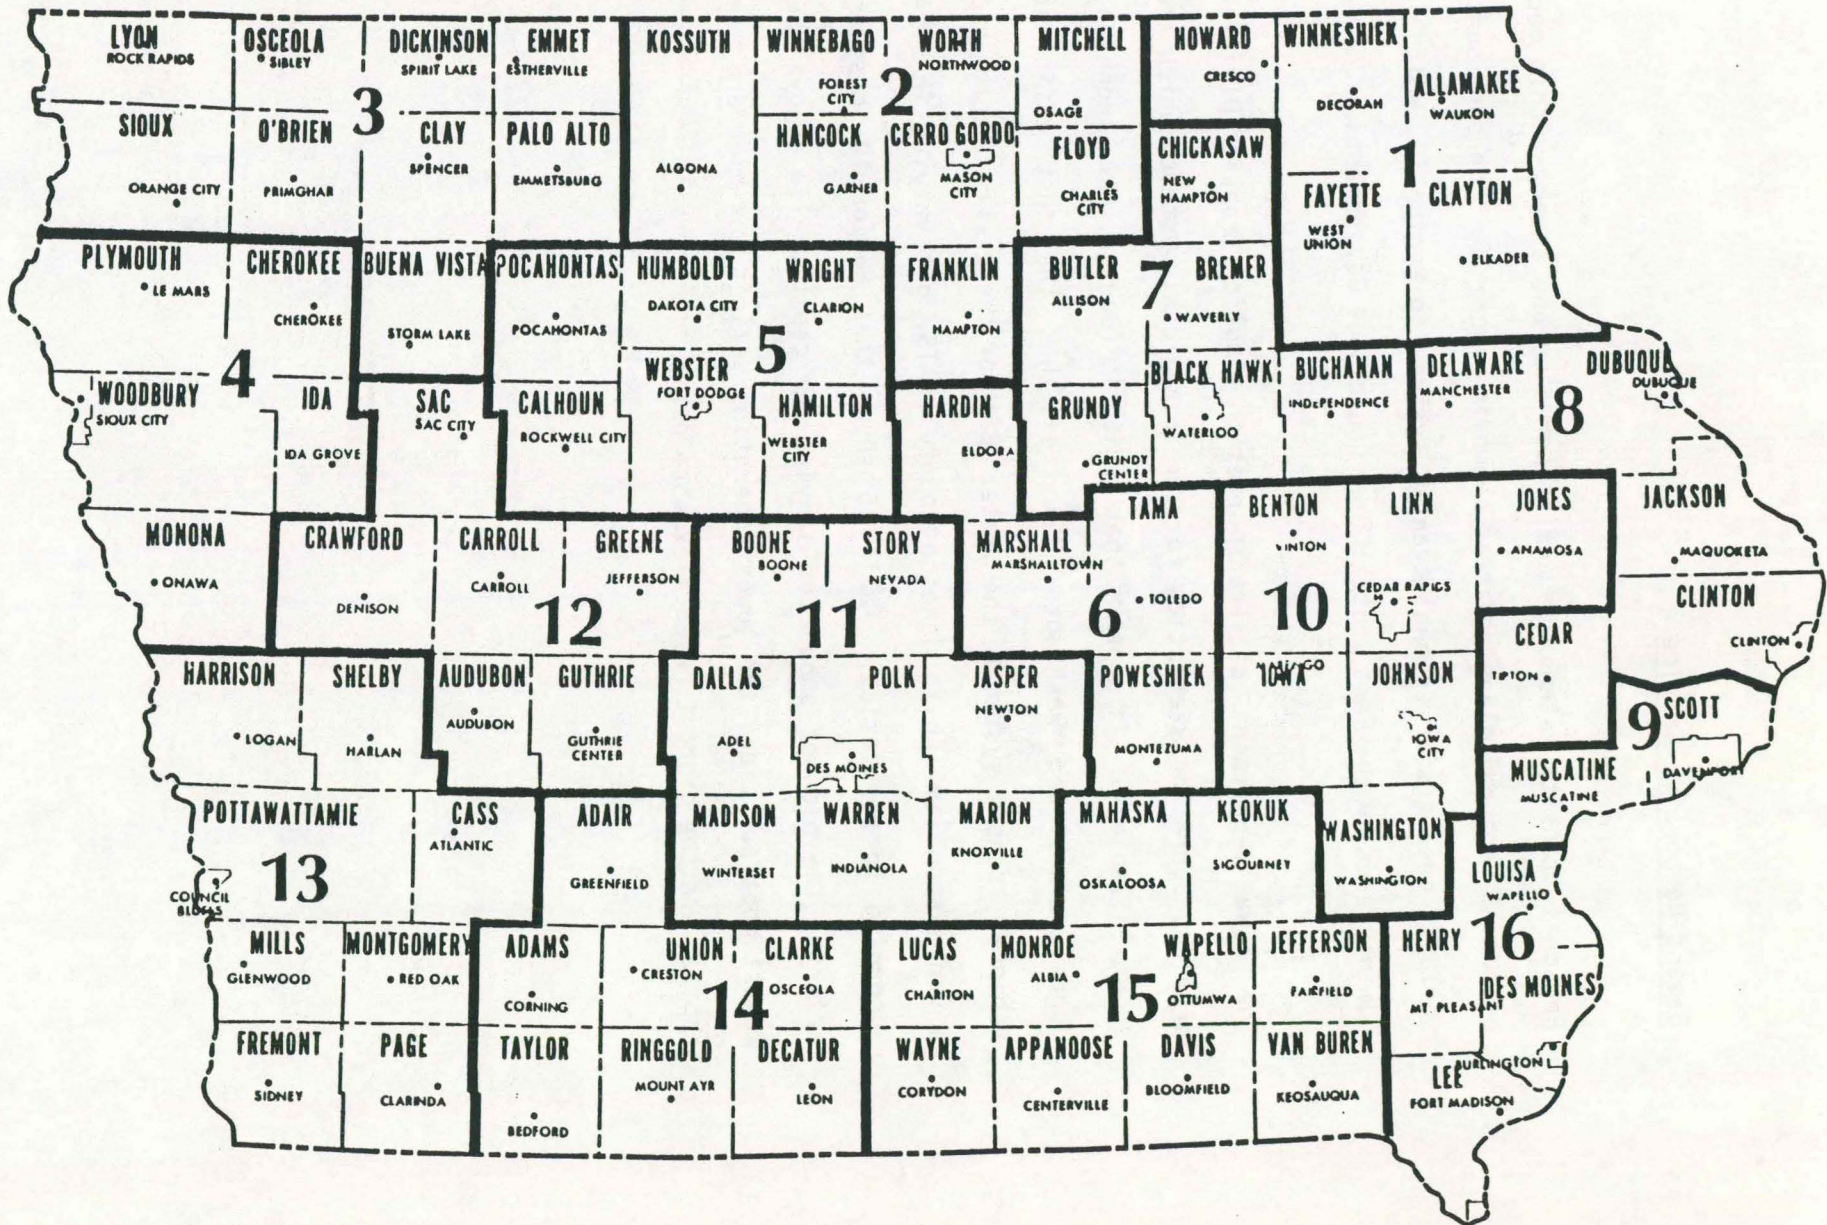 LYON
ROCK RAPIDS
OSCEOLA
SIBLEY
DICKINSON
SPIRIT LAKE
EMMET
ESTHERVILLE
KOSSUTH
ALGONA
WINNEBAGO
FOREST
CITY
WORTH
NORTHWOOD
MITCHELL
OSAGE
HOWARD
CRESCO
WINNESHIEK
DECORAH
ALLAMAKEE
WAUKON
3
2
1
SIOUX
ORANGE CITY
O'BRIEN
PRIMGHAR
CLAY
SPENCER
PALO ALTO
EMMETSBURG
HANCOCK
GARNER
CERRO GORDO
MASON
CITY
FLOYD
CHARLES
CITY
CHICKASAW
NEW
HAMPTON
FAYETTE
WEST
UNION
CLAYTON
ELKADER
PLYMOUTH
LE MARS
CHEROKEE
CHEROKEE
BUENA VISTA
STORM LAKE
POCAHONTAS
POCAHONTAS
HUMBOLDT
DAKOTA CITY
WRIGHT
CLARION
FRANKLIN
HAMPTON
BUTLER
ALLISON
7
BREMER
WAVERLY
4
5
WOODBURY
SIOUX CITY
IDA
IDA GROVE
SAC
SAC CITY
CALHOUN
ROCKWELL CITY
WEBSTER
FORT DODGE
HAMILTON
WEBSTER
CITY
HARDIN
ELDORA
GRUNDY
GRUNDY
CENTER
BLACK HAWK
WATERLOO
BUCHANAN
INDEPENDENCE
DELAWARE
MANCHESTER
DUBUQUE
DUBUQUE
8
MONONA
ONAWA
CRAWFORD
DENISON
CARROLL
CARROLL
GREENE
JEFFERSON
BOONE
BOONE
STORY
NEVADA
MARSHALL
MARSHALLTOWN
TAMA
TOLEDO
BENTON
VINTON
LINN
CEDAR RAPIDS
JONES
ANAMOSA
JACKSON
MAQUOKETA
12
11
6
10
CLINTON
CLINTON
HARRISON
LOGAN
SHELBY
HARLAN
AUDUBON
AUDUBON
GUTHRIE
GUTHRIE
CENTER
DALLAS
ADEL
POLK
DES MOINES
JASPER
NEWTON
POWESHIEK
MONTEZUMA
IOWA
JOHNSON
IOWA
CITY
CEDAR
TIPTON
9
SCOTT
DAVENPORT
MUSCATINE
MUSCATINE
POTTAWATTAMIE
COUNCIL
BLUFFS
13
CASS
ATLANTIC
ADAIR
GREENFIELD
MADISON
WINTERSET
WARREN
INDIANOLA
MARION
KNOXVILLE
MAHASKA
OSKALOOSA
KEOKUK
SIGOURNEY
WASHINGTON
WASHINGTON
LOUISA
WAPELLO
MILLS
GLENWOOD
MONTGOMERY
RED OAK
ADAMS
CORNING
UNION
CRESTON
CLARKE
OSCEOLA
LUCAS
CHARITON
MONROE
ALBIA
WAPELLO
OTTUMWA
JEFFERSON
FAIRFIELD
HENRY
MT. PLEASANT
16
DES MOINES
BURLINGTON
14
15
FREMONT
SIDNEY
PAGE
CLARINDA
TAYLOR
BEDFORD
RINGGOLD
MOUNT AYR
DECATUR
LEON
WAYNE
CORYDON
APPANOOSE
CENTERVILLE
DAVIS
BLOOMFIELD
VAN BUREN
KEOSAUQUA
LEE
FORT MADISON